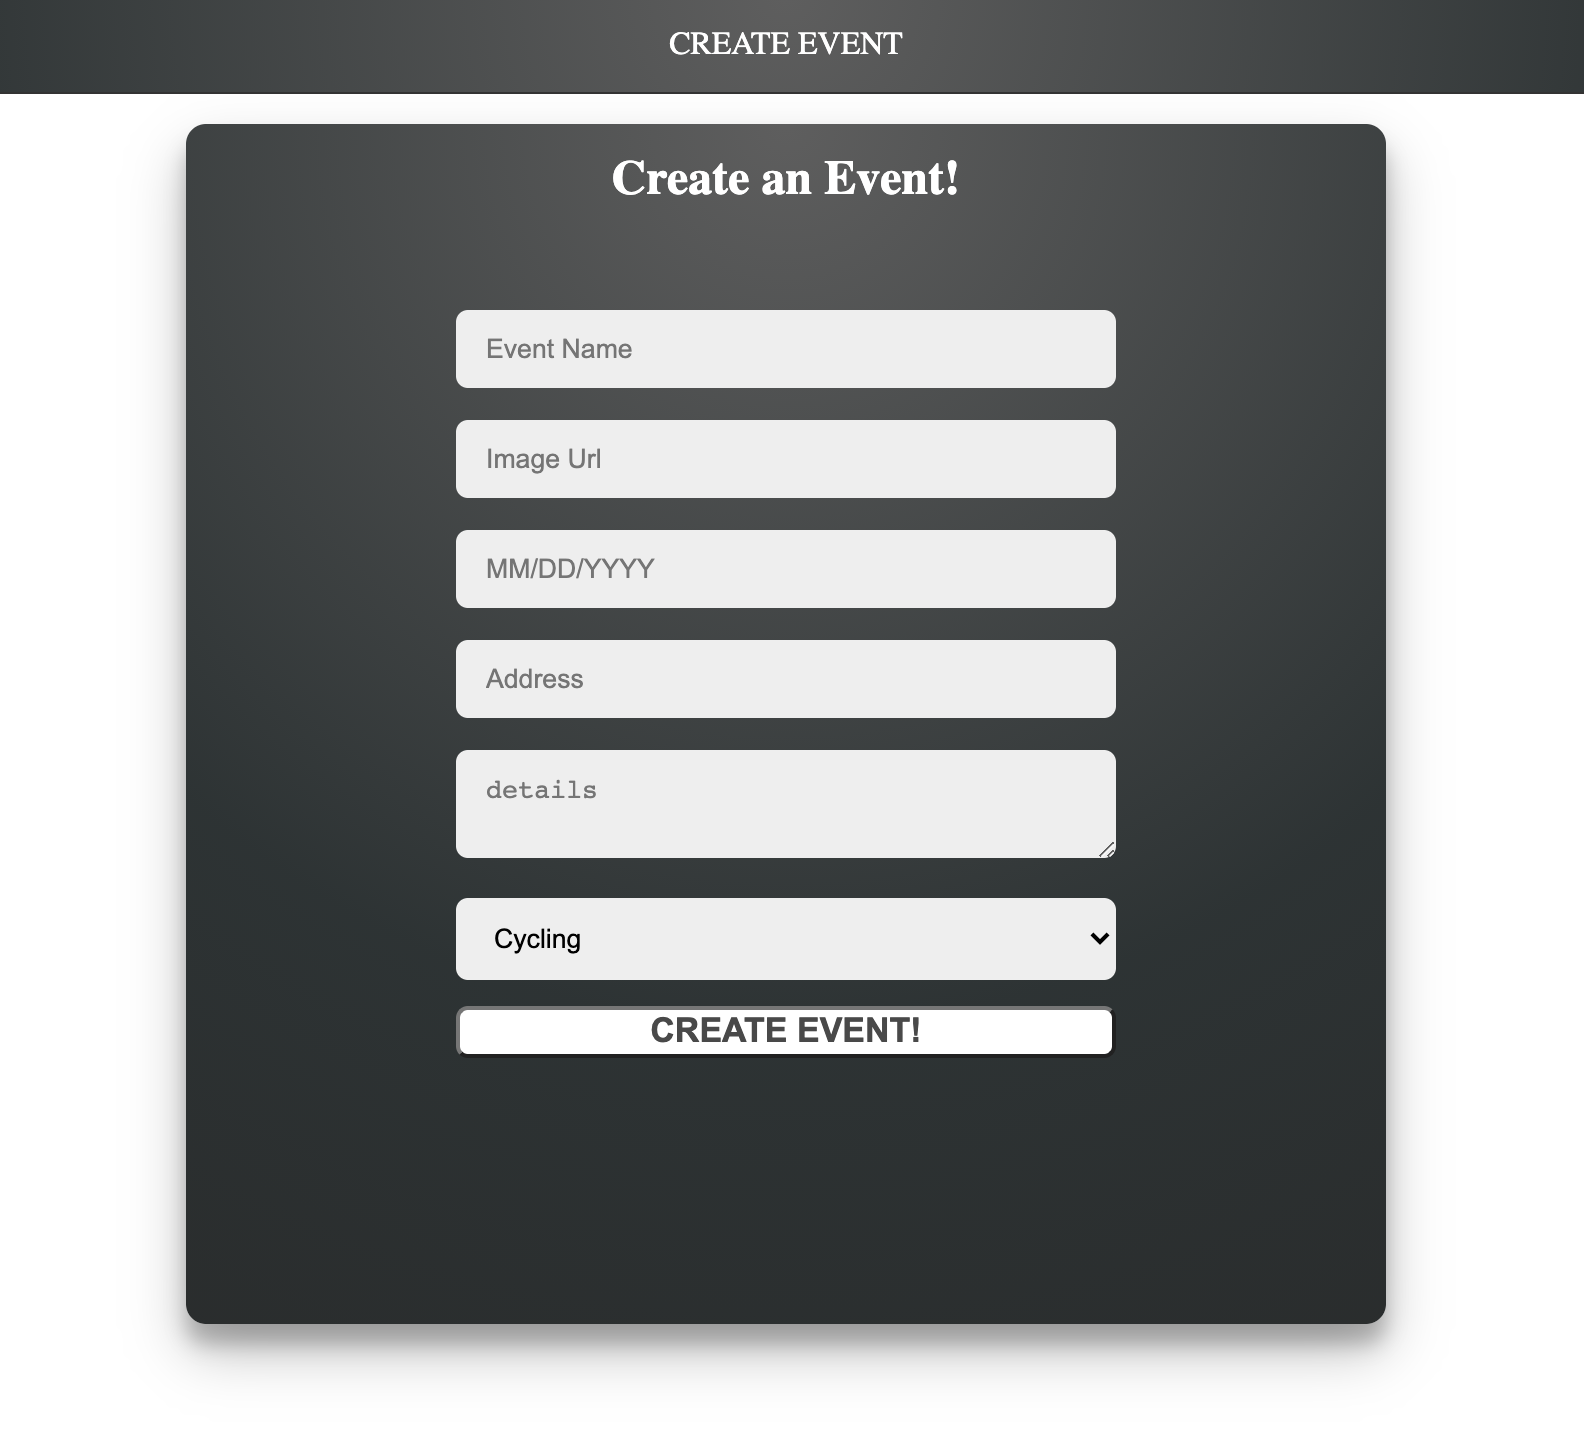 CREATE EVENT
Create an Event!
Event Name
Image Url
MM/DD/YYYY
Address
details
Cycling
CREATE EVENT!